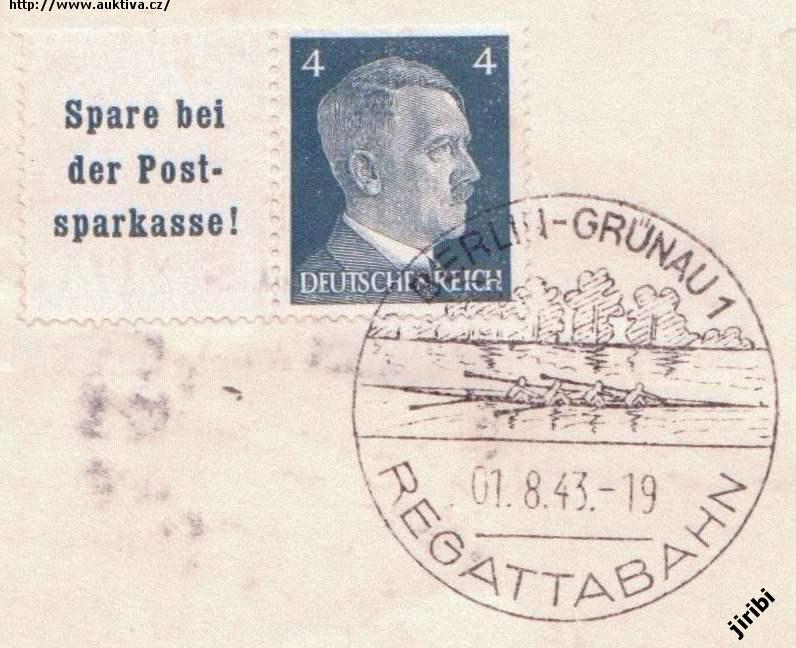 http://www.auktiva.cz/
Spare bei
der Post-
sparkasse!
4 4
DEUTSCHES REICH
BERLIN-GRÜNAU 1
01.8.43.-19
REGATTABAHN
jiribi